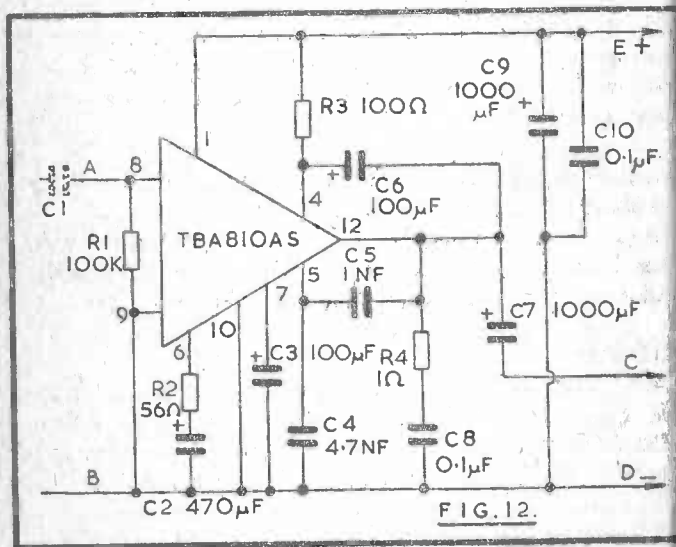 E +
C9
1000
µF
+
R3 100Ω
C10
0·1µF
1
A
8
C1
+
C6
100µF
4
12
R1
100K
TBA810AS
C5
1NF
5
7
9
10
6
+
C3
100µF
R4
1Ω
+
C7
1000µF
C
R2
56Ω
+
C4
4·7NF
C8
0·1µF
B
D –
C2 470µF
FIG.12.